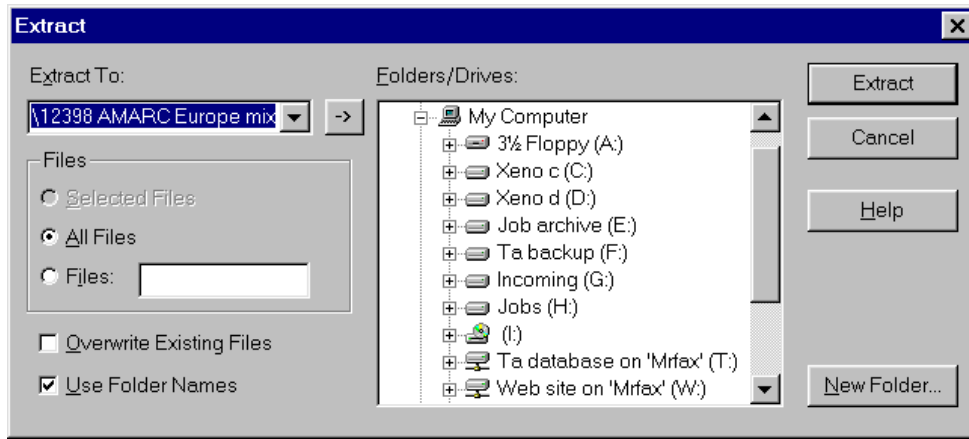 Extract
Extract To:
\12398 AMARC Europe mix
->
Files
Selected Files
All Files
Files:
Overwrite Existing Files
Use Folder Names
Folders/Drives:
My Computer
3½ Floppy (A:)
Xeno c (C:)
Xeno d (D:)
Job archive (E:)
Ta backup (F:)
Incoming (G:)
Jobs (H:)
(I:)
Ta database on 'Mrfax' (T:)
Web site on 'Mrfax' (W:)
Extract
Cancel
Help
New Folder...